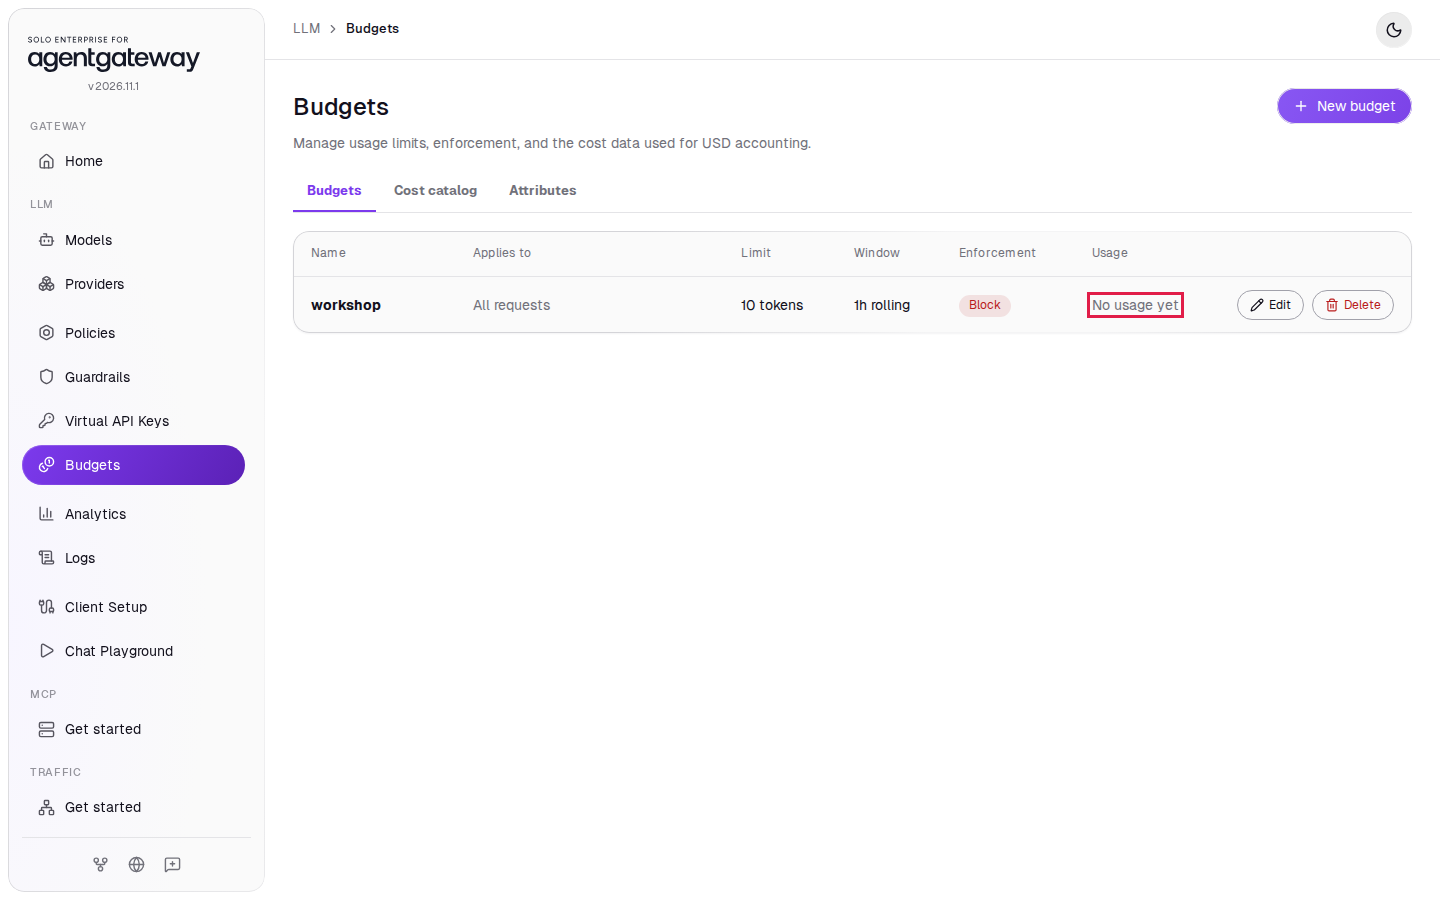 SOLO ENTERPRISE FOR
agentgateway
v2026.11.1
GATEWAY
Home
LLM
Models
Providers
Policies
Guardrails
Virtual API Keys
Budgets
Analytics
Logs
Client Setup
Chat Playground
MCP
Get started
TRAFFIC
Get started
LLM > Budgets
Budgets
New budget
Manage usage limits, enforcement, and the cost data used for USD accounting.
Budgets Cost catalog Attributes
Name Applies to Limit Window Enforcement Usage
workshop All requests 10 tokens 1h rolling Block No usage yet Edit Delete